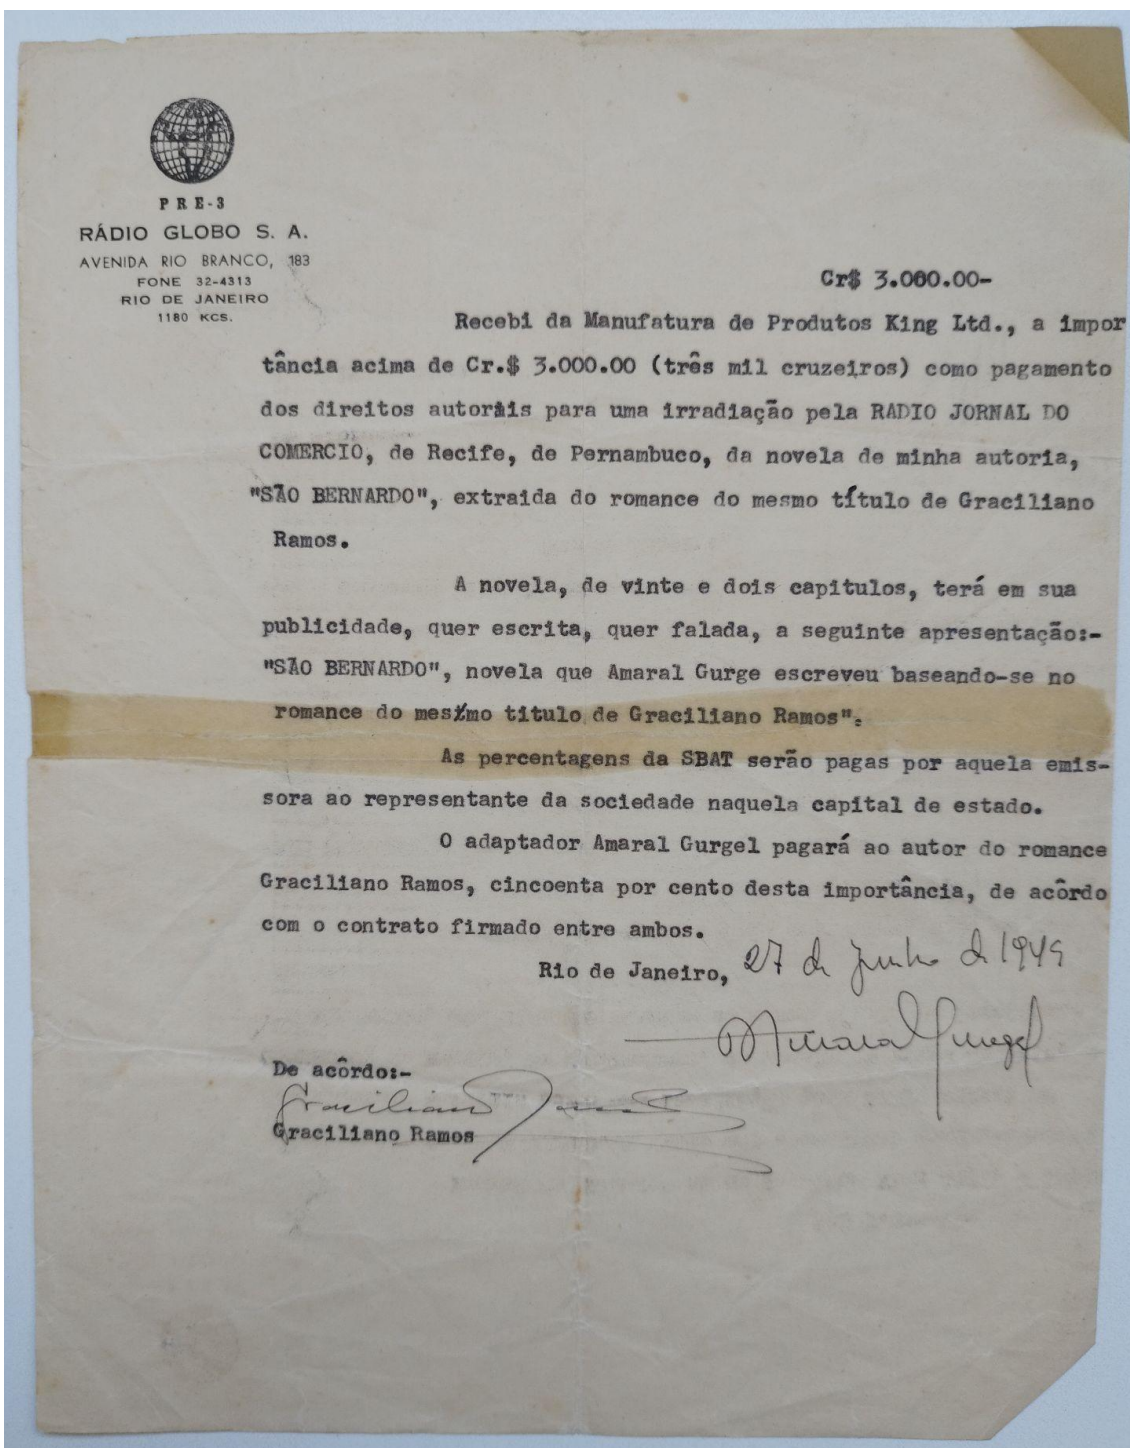 PRE-3
RÁDIO GLOBO S. A.
AVENIDA RIO BRANCO, 183
FONE 32-4313
RIO DE JANEIRO
1180 KCS.
Cr$ 3.000.00-
Recebi da Manufatura de Produtos King Ltd., a impor
tância acima de Cr.$ 3.000.00 (três mil cruzeiros) como pagamento
dos direitos autorais para uma irradiação pela RADIO JORNAL DO
COMERCIO, de Recife, de Pernambuco, da novela de minha autoria,
"SÃO BERNARDO", extraida do romance do mesmo título de Graciliano
Ramos.
A novela, de vinte e dois capitulos, terá em sua
publicidade, quer escrita, quer falada, a seguinte apresentação:-
"SÃO BERNARDO", novela que Amaral Gurge escreveu baseando-se no
romance do mesmo titulo de Graciliano Ramos".
As percentagens da SBAT serão pagas por aquela emis-
sora ao representante da sociedade naquela capital de estado.
O adaptador Amaral Gurgel pagará ao autor do romance
Graciliano Ramos, cincoenta por cento desta importância, de acôrdo
com o contrato firmado entre ambos.
Rio de Janeiro, 27 de junho de 1949
Amaral Gurgel
De acôrdo:-
Graciliano Ramos
Graciliano Ramos